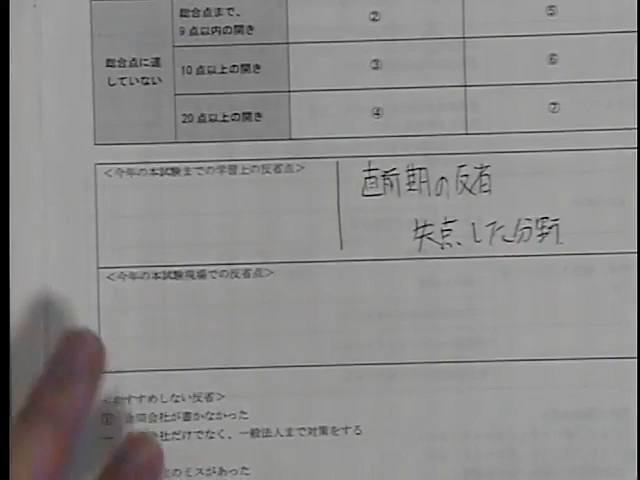 総合点まで、
9点以内の開き
②
⑤
総合点に達
していない
10点以上の開き
③
⑥
20点以上の開き
④
⑦
<今年の本試験までの学習上の反省点>
直前期の反省
失点した分野
<今年の本試験現場での反省点>
おすすめしない反省>
合同会社が書かなかった
会社だけでなく、一般法人まで対策をする
のミスがあった